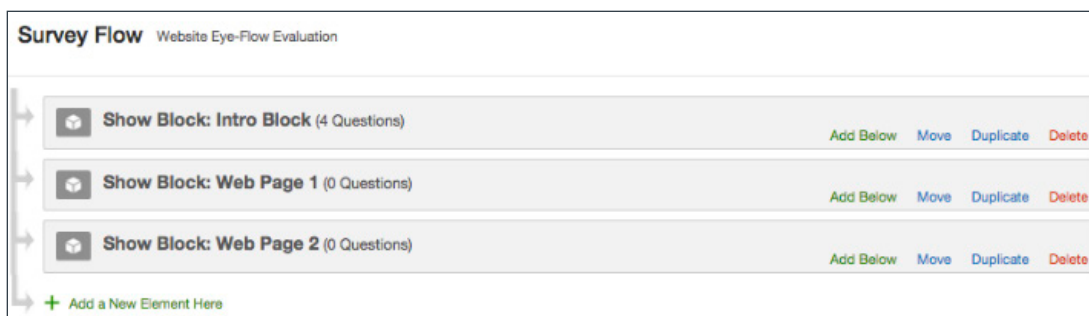 Survey Flow Website Eye-Flow Evaluation
Show Block: Intro Block (4 Questions)
Add Below Move Duplicate Delete
Show Block: Web Page 1 (0 Questions)
Add Below Move Duplicate Delete
Show Block: Web Page 2 (0 Questions)
Add Below Move Duplicate Delete
+ Add a New Element Here